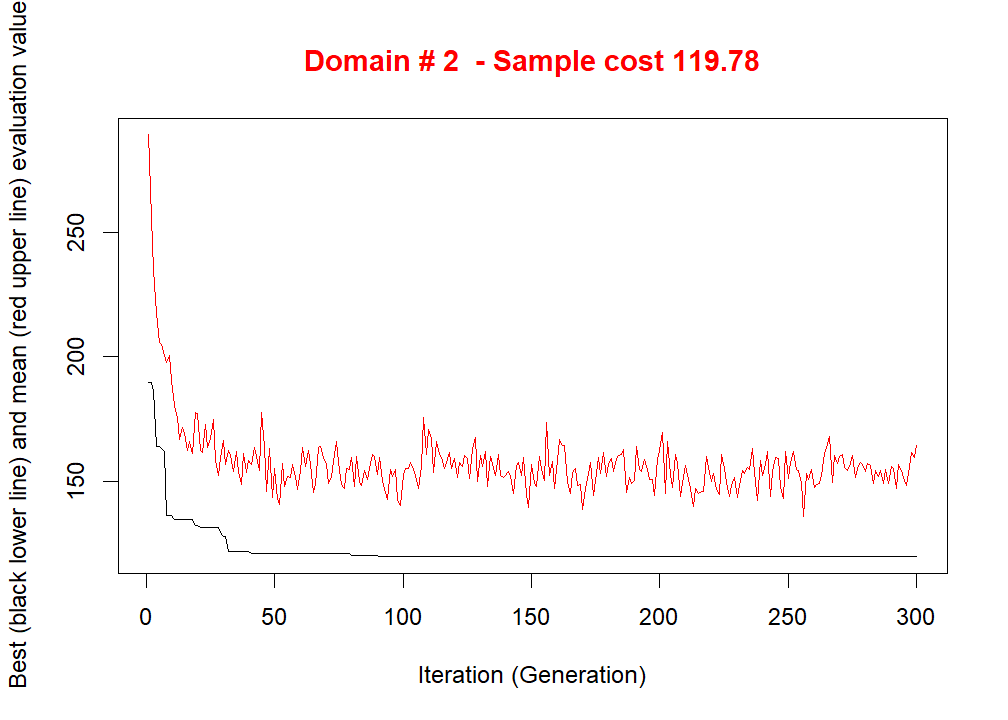 Domain # 2  - Sample cost 119.78
Best (black lower line) and mean (red upper line) evaluation value
250
200
150
0 50 100 150 200 250 300
Iteration (Generation)